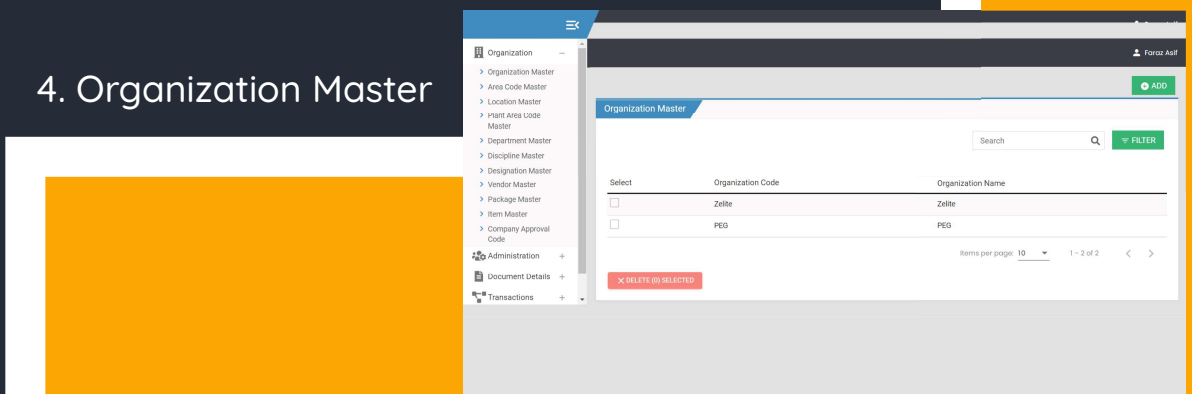 4. Organization Master
Faraz Asif
Organization
Organization Master
Area Code Master
Location Master
Plant Area Code
Master
Department Master
Discipline Master
Designation Master
Vendor Master
Package Master
Item Master
Company Approval
Code
Administration
Document Details
Transactions
ADD
Organization Master
Search
FILTER
Select Organization Code Organization Name
Zelite Zelite
PEG PEG
Items per page: 10 1 – 2 of 2
DELETE (0) SELECTED